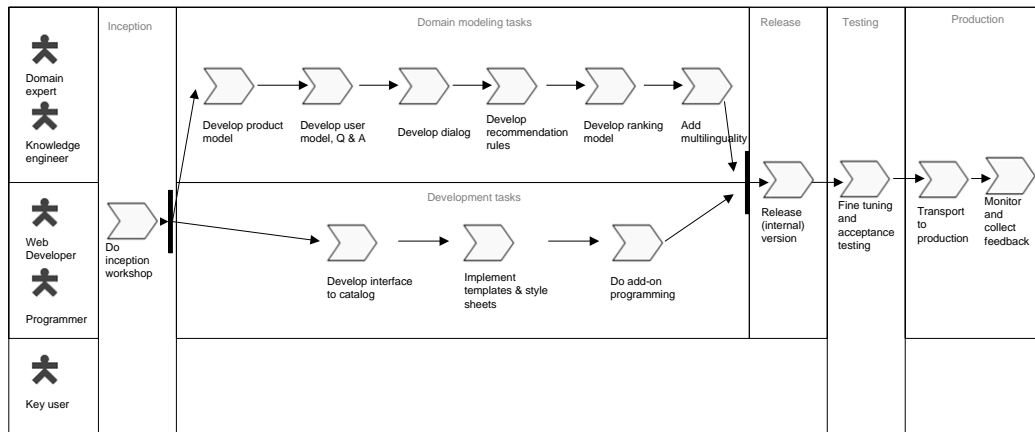 Inception
Domain modeling tasks
Release
Testing
Production
Domain
expert
Knowledge
engineer
Develop product
model
Develop user
model, Q & A
Develop dialog
Develop
recommendation
rules
Develop ranking
model
Add
multilinguality
Development tasks
Web
Developer
Programmer
Do
inception
workshop
Develop interface
to catalog
Implement
templates & style
sheets
Do add-on
programming
Release
(internal)
version
Fine tuning
and
acceptance
testing
Transport
to
production
Monitor
and
collect
feedback
Key user